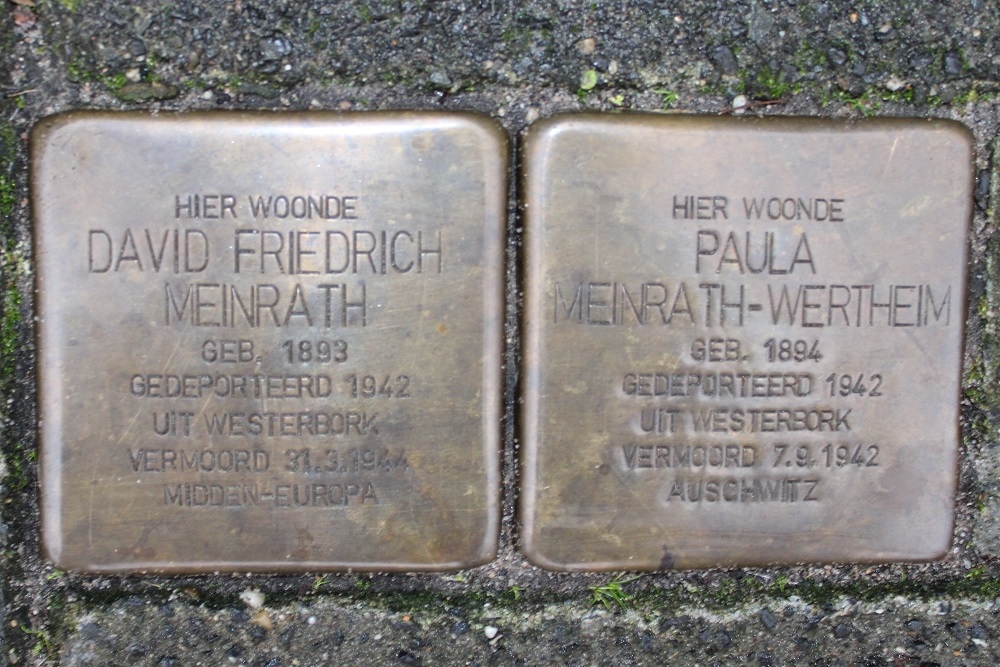 HIER WOONDE
DAVID FRIEDRICH
MEINRATH
GEB. 1893
GEDEPORTEERD 1942
UIT WESTERBORK
VERMOORD 31.3.1944
MIDDEN-EUROPA
HIER WOONDE
PAULA
MEINRATH-WERTHEIM
GEB. 1894
GEDEPORTEERD 1942
UIT WESTERBORK
VERMOORD 7.9.1942
AUSCHWITZ